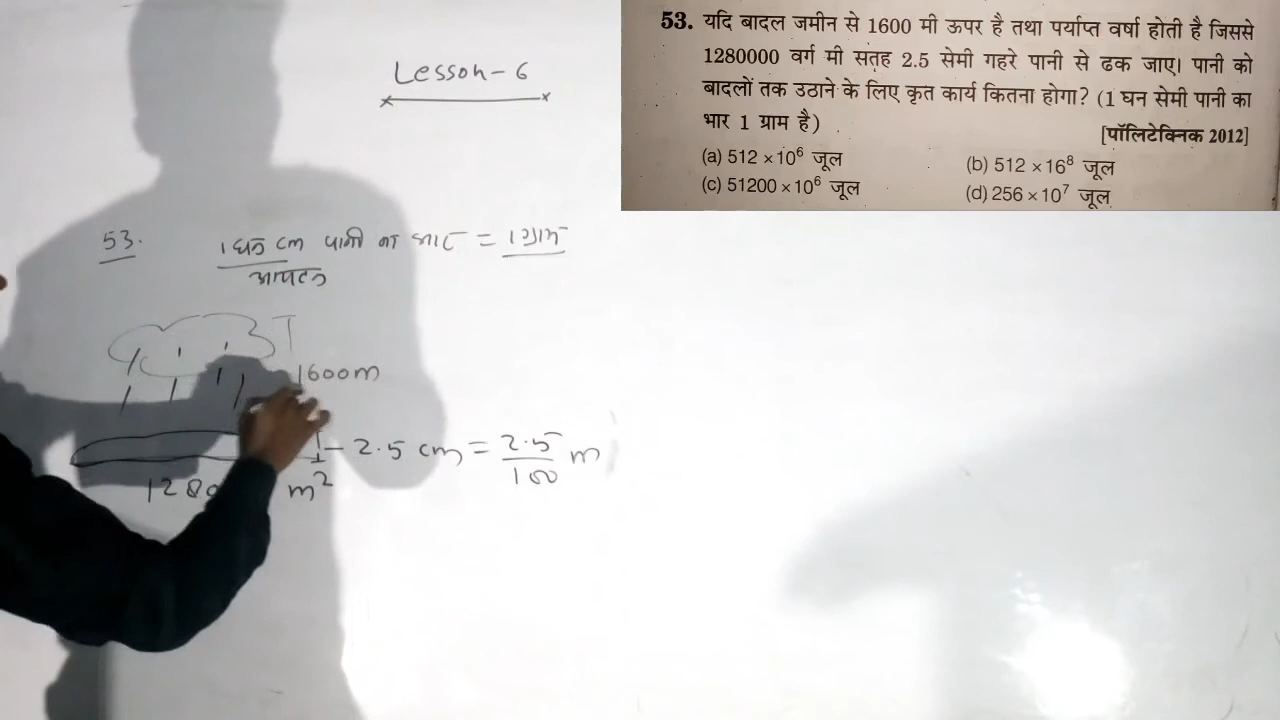 Lesson-6
53. यदि बादल जमीन से 1600 मी ऊपर है तथा पर्याप्त वर्षा होती है जिससे
1280000 वर्ग मी सतह 2.5 सेमी गहरे पानी से ढक जाए। पानी को
बादलों तक उठाने के लिए कृत कार्य कितना होगा? (1 घन सेमी पानी का
भार 1 ग्राम है)
[पॉलिटेक्निक 2012]
(a) 512 × 10⁶ जूल
(b) 512 × 16⁸ जूल
(c) 51200 × 10⁶ जूल
(d) 256 × 10⁷ जूल
53. 1 घन cm पानी का भार = 1 ग्राम
आयतन
1600m
2.5 cm = 2.5/100 m
m²